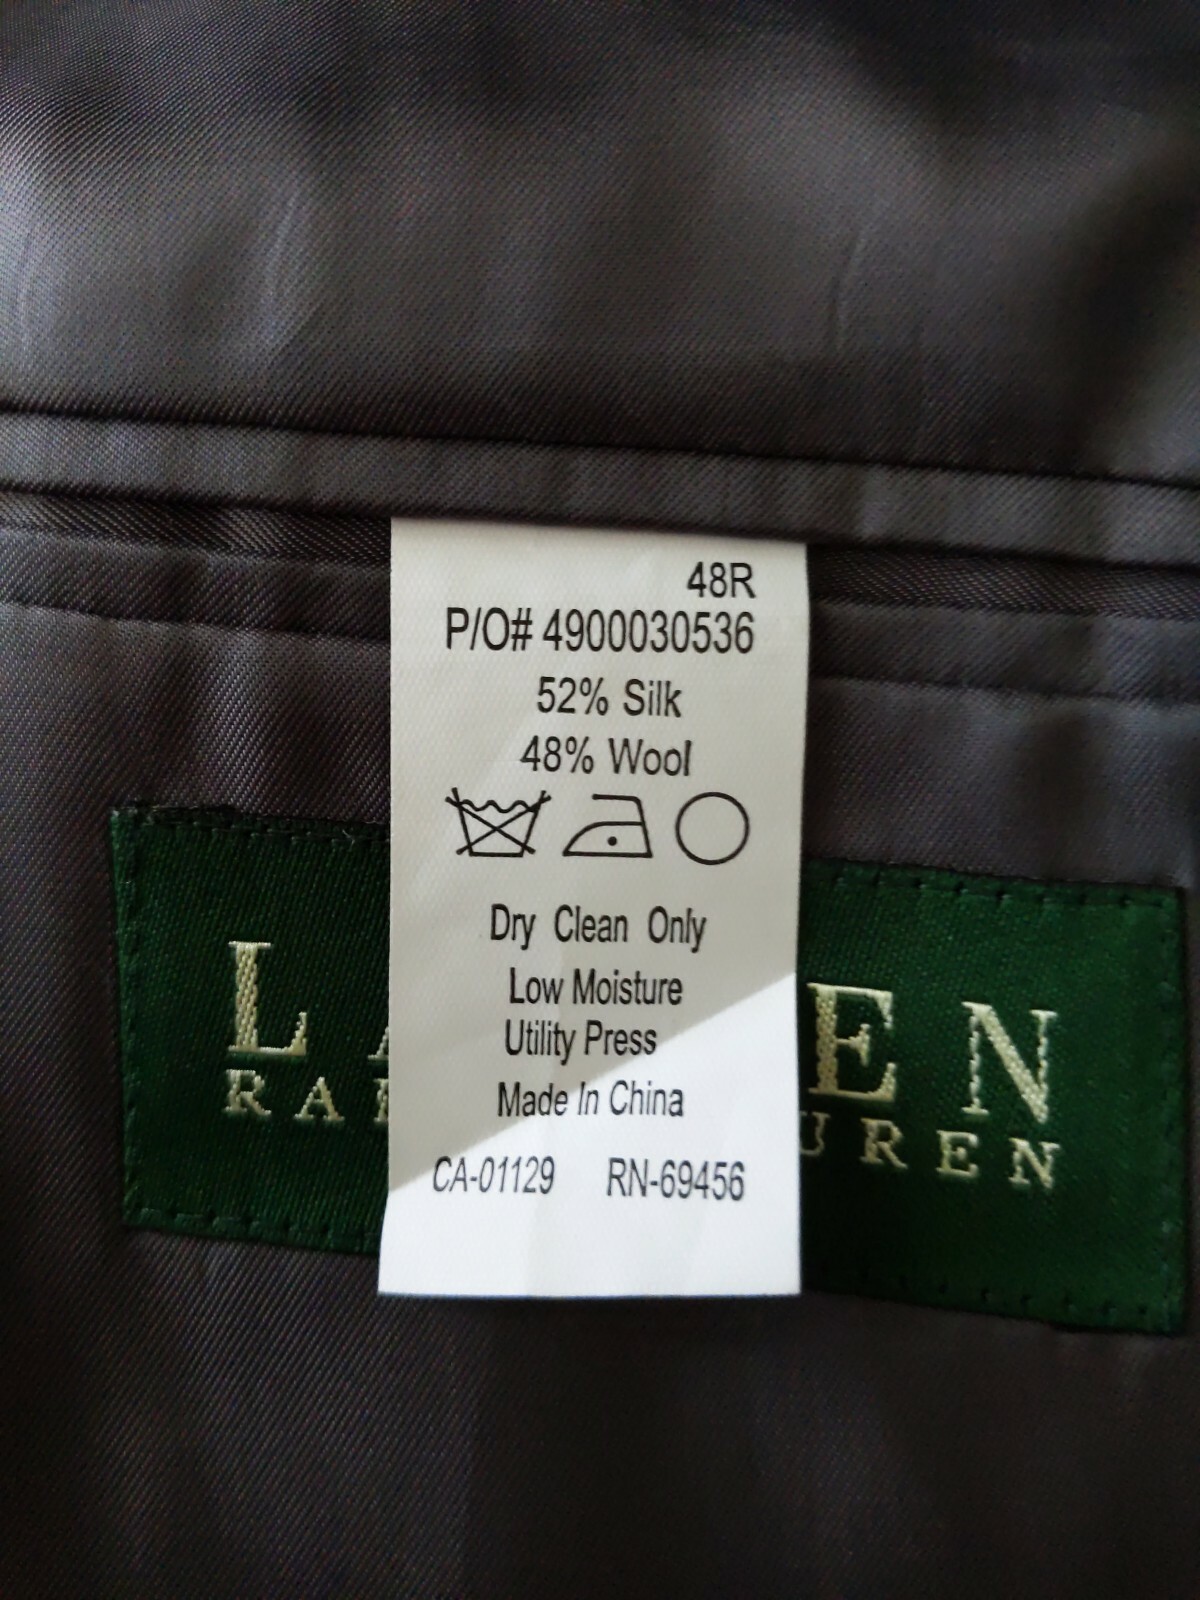 48R
P/O# 4900030536
52% Silk
48% Wool
Dry Clean Only
Low Moisture
Utility Press
Made In China
CA-01129 RN-69456